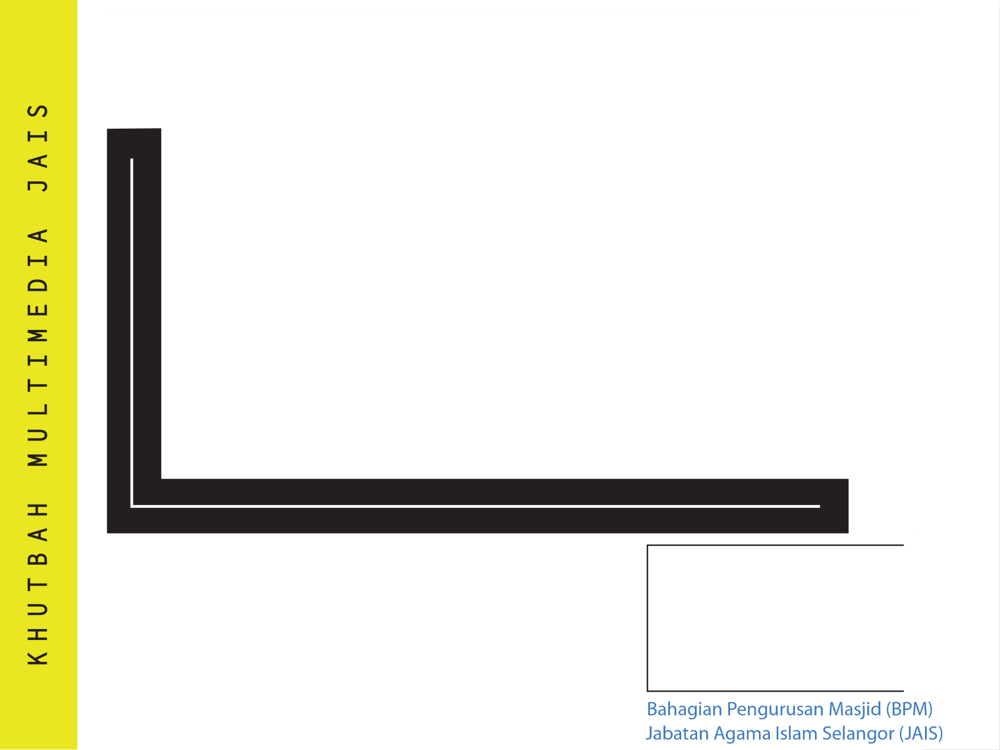 KHUTBAH MULTIMEDIA JAIS
Bahagian Pengurusan Masjid (BPM)
Jabatan Agama Islam Selangor (JAIS)